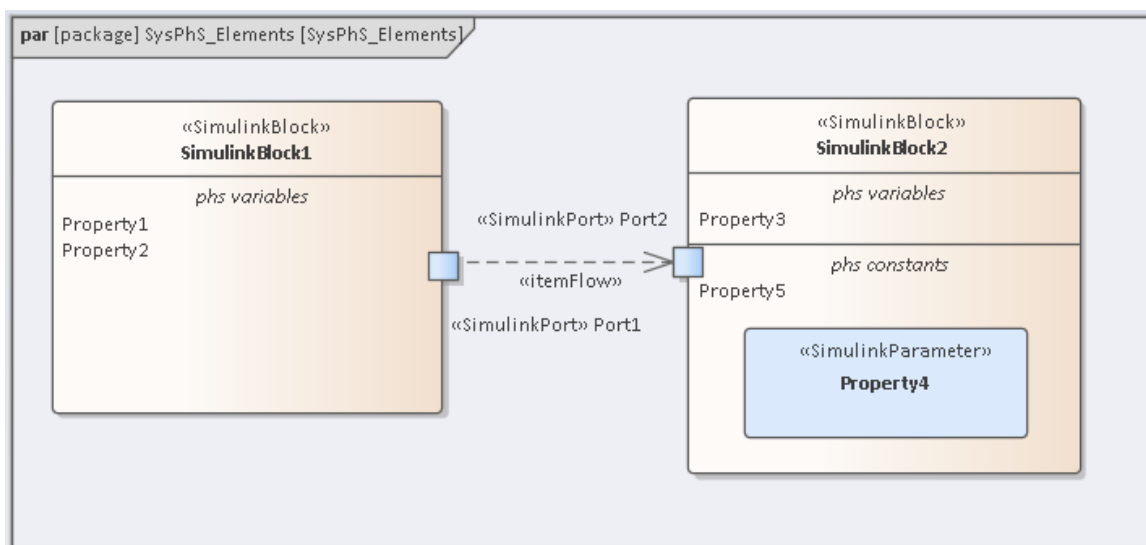 par [package] SysPhS_Elements [SysPhS_Elements]
«SimulinkBlock»
SimulinkBlock1
phs variables
Property1
Property2
«SimulinkPort» Port2
«itemFlow»
«SimulinkPort» Port1
«SimulinkBlock»
SimulinkBlock2
phs variables
Property3
phs constants
Property5
«SimulinkParameter»
Property4